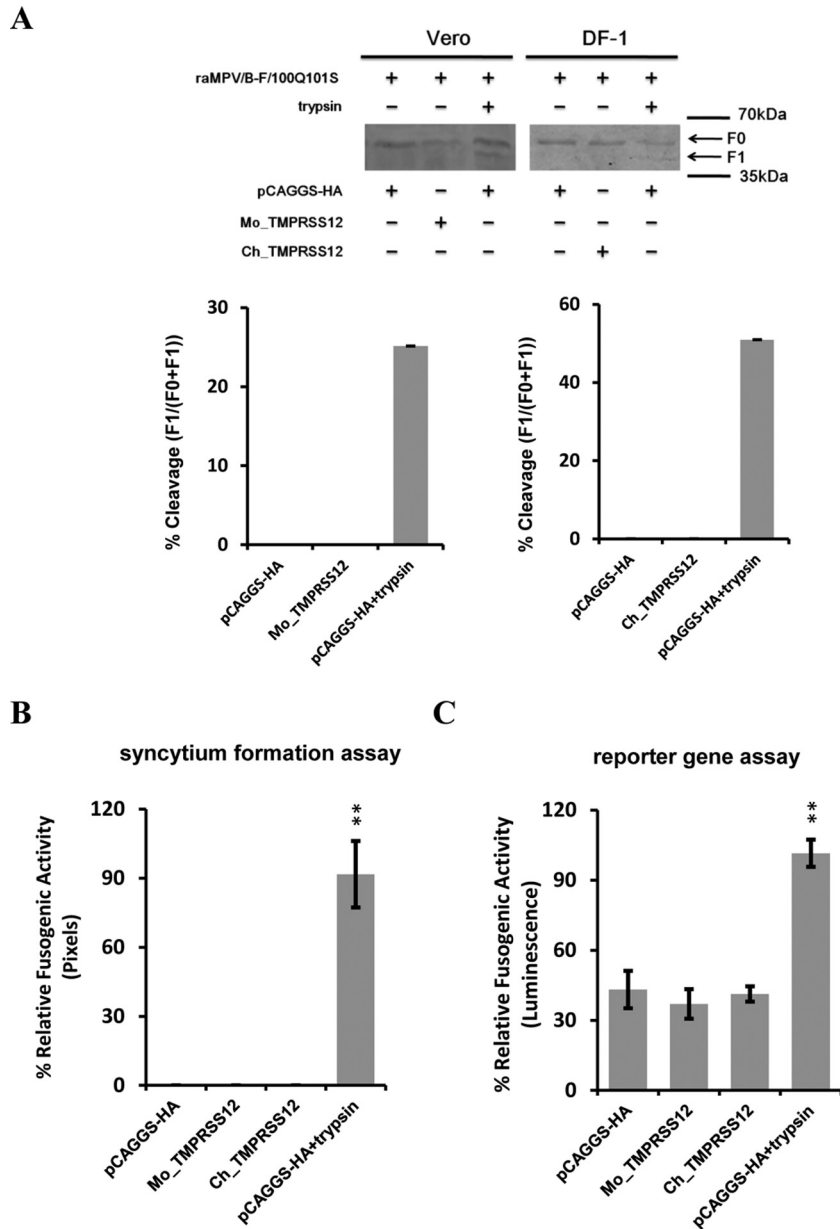 A
Vero DF-1
raMPV/B-F/100Q101S + + + + + +
trypsin − − + − − +
70kDa
F0
F1
35kDa
pCAGGS-HA + − + + − +
Mo_TMPRSS12 − + − − − −
Ch_TMPRSS12 − − − − + −
% Cleavage (F1/(F0+F1))
30
20
10
0
pCAGGS-HA
Mo_TMPRSS12
pCAGGS-HA+trypsin
% Cleavage (F1/(F0+F1))
60
40
20
0
pCAGGS-HA
Ch_TMPRSS12
pCAGGS-HA+trypsin
B
syncytium formation assay
% Relative Fusogenic Activity
(Pixels)
120
90
60
30
0
**
pCAGGS-HA
Mo_TMPRSS12
Ch_TMPRSS12
pCAGGS-HA+trypsin
C
reporter gene assay
% Relative Fusogenic Activity
(Luminescence)
120
90
60
30
0
**
pCAGGS-HA
Mo_TMPRSS12
Ch_TMPRSS12
pCAGGS-HA+trypsin